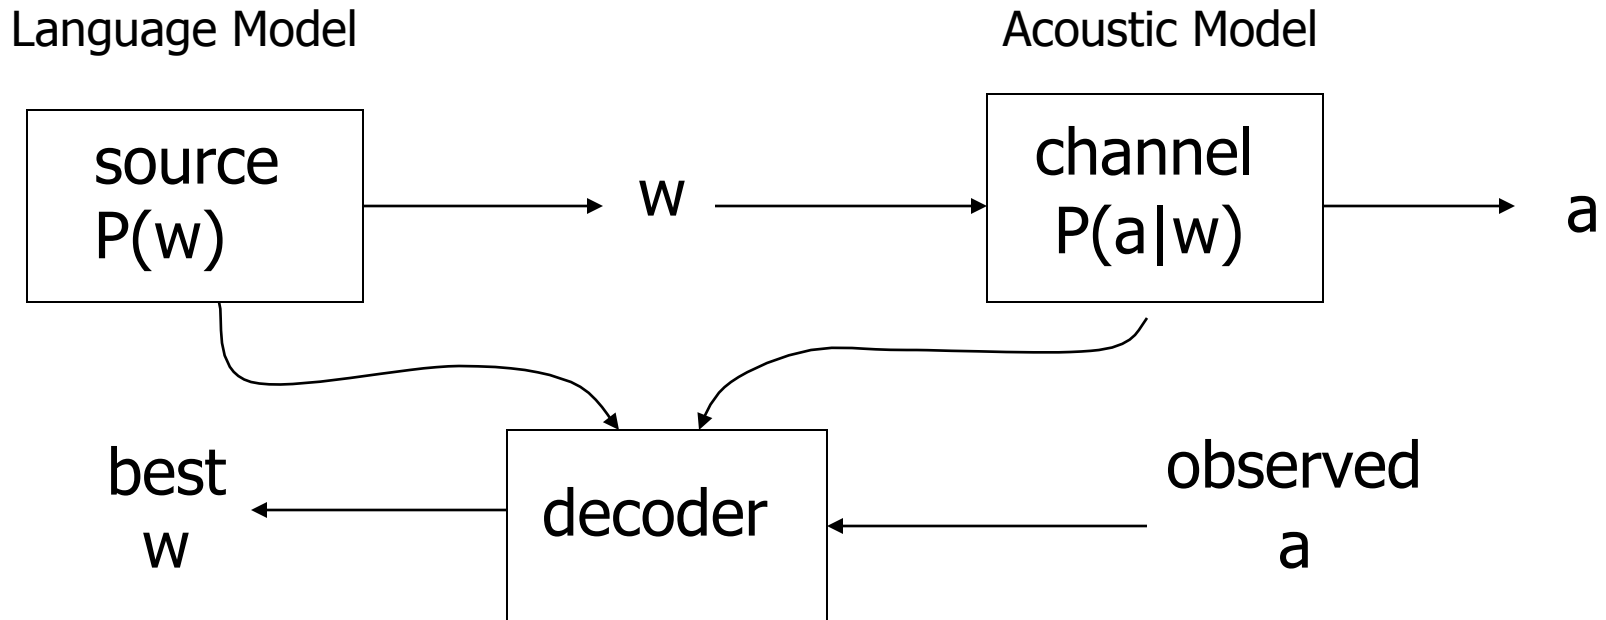 Language Model
Acoustic Model
source
P(w)
w
channel
P(a|w)
a
best
w
decoder
observed
a